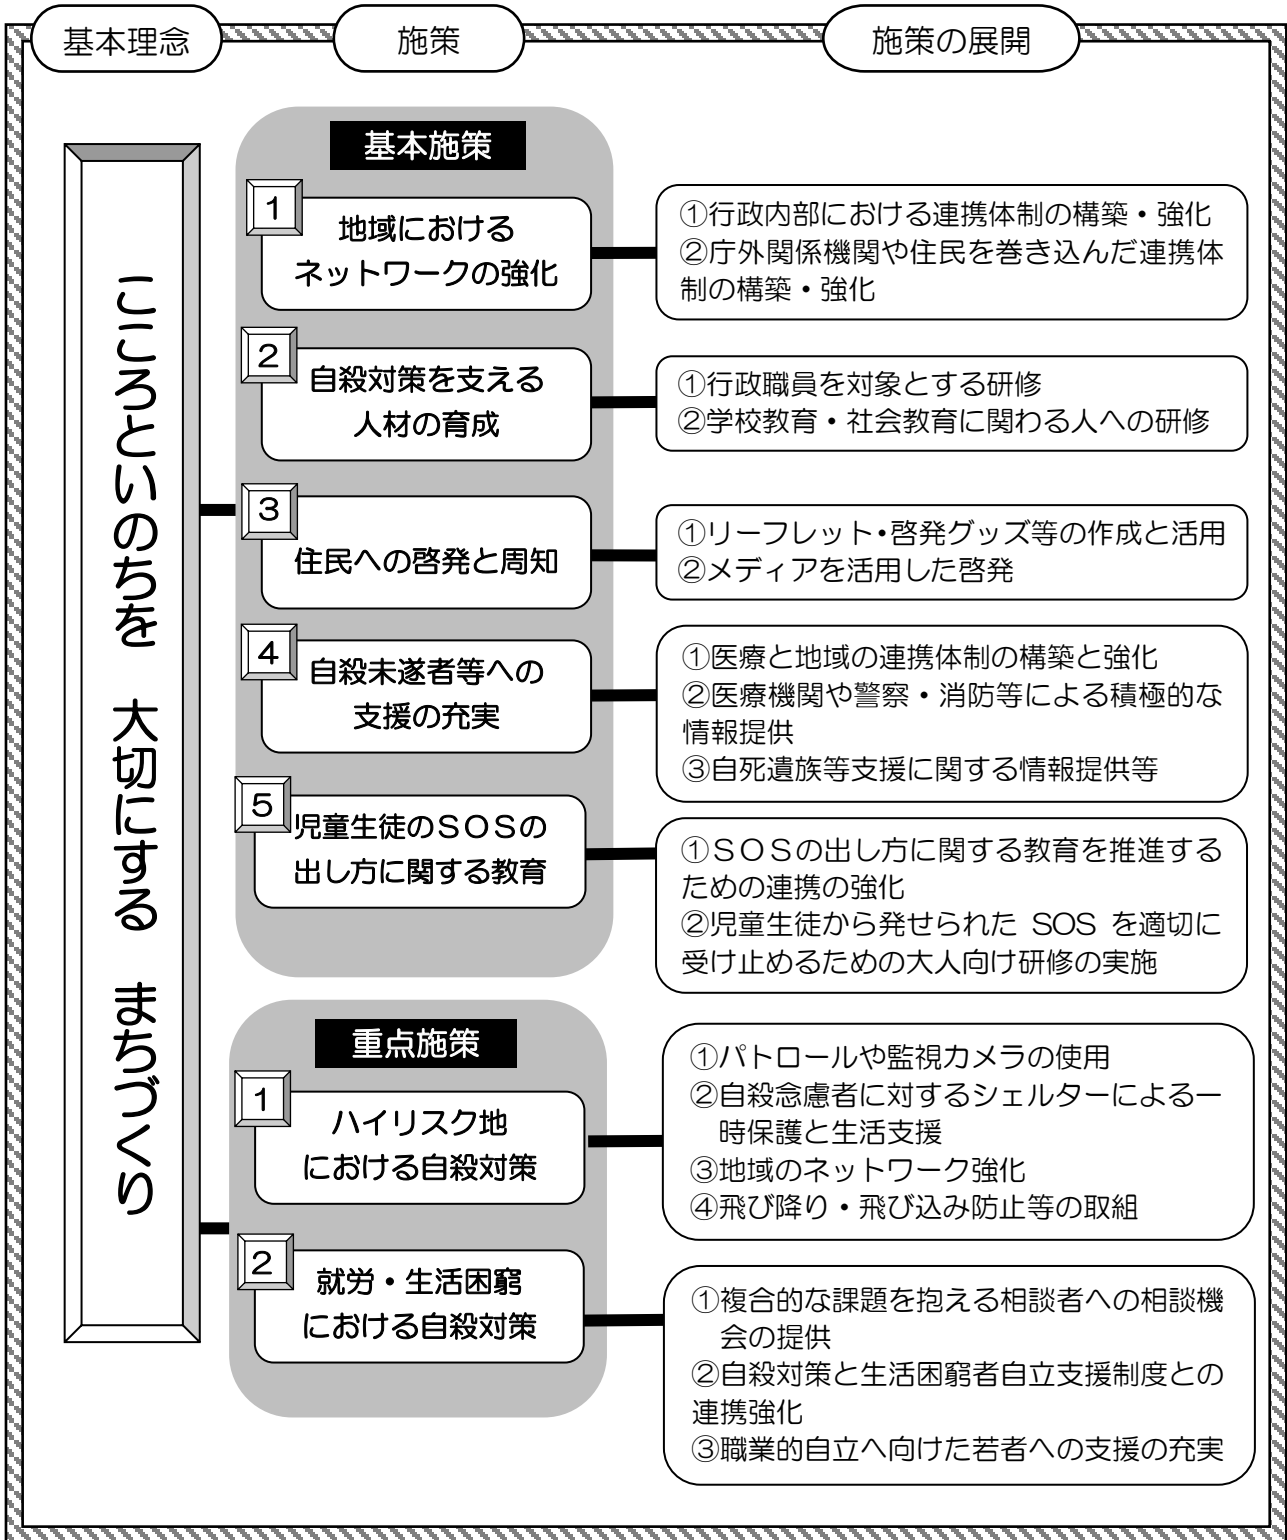 基本理念
施策
施策の展開
こころといのちを 大切にする まちづくり
基本施策
1
地域における
ネットワークの強化
①行政内部における連携体制の構築・強化
②庁外関係機関や住民を巻き込んだ連携体
制の構築・強化
2
自殺対策を支える
人材の育成
①行政職員を対象とする研修
②学校教育・社会教育に関わる人への研修
3
住民への啓発と周知
①リーフレット・啓発グッズ等の作成と活用
②メディアを活用した啓発
4
自殺未遂者等への
支援の充実
①医療と地域の連携体制の構築と強化
②医療機関や警察・消防等による積極的な
情報提供
③自死遺族等支援に関する情報提供等
5
児童生徒のSOSの
出し方に関する教育
①SOSの出し方に関する教育を推進する
ための連携の強化
②児童生徒から発せられた SOS を適切に
受け止めるための大人向け研修の実施
重点施策
1
ハイリスク地
における自殺対策
①パトロールや監視カメラの使用
②自殺念慮者に対するシェルターによる一
時保護と生活支援
③地域のネットワーク強化
④飛び降り・飛び込み防止等の取組
2
就労・生活困窮
における自殺対策
①複合的な課題を抱える相談者への相談機
会の提供
②自殺対策と生活困窮者自立支援制度との
連携強化
③職業的自立へ向けた若者への支援の充実